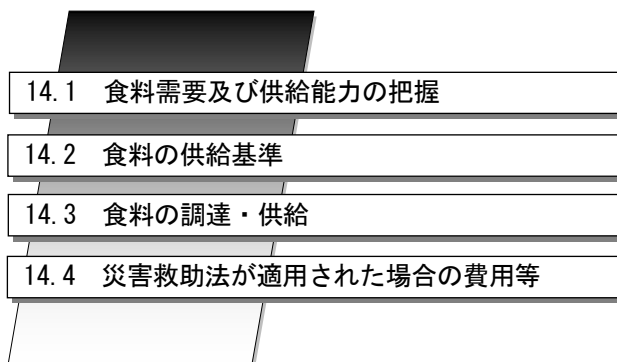 14.1 食料需要及び供給能力の把握
14.2 食料の供給基準
14.3 食料の調達・供給
14.4 災害救助法が適用された場合の費用等